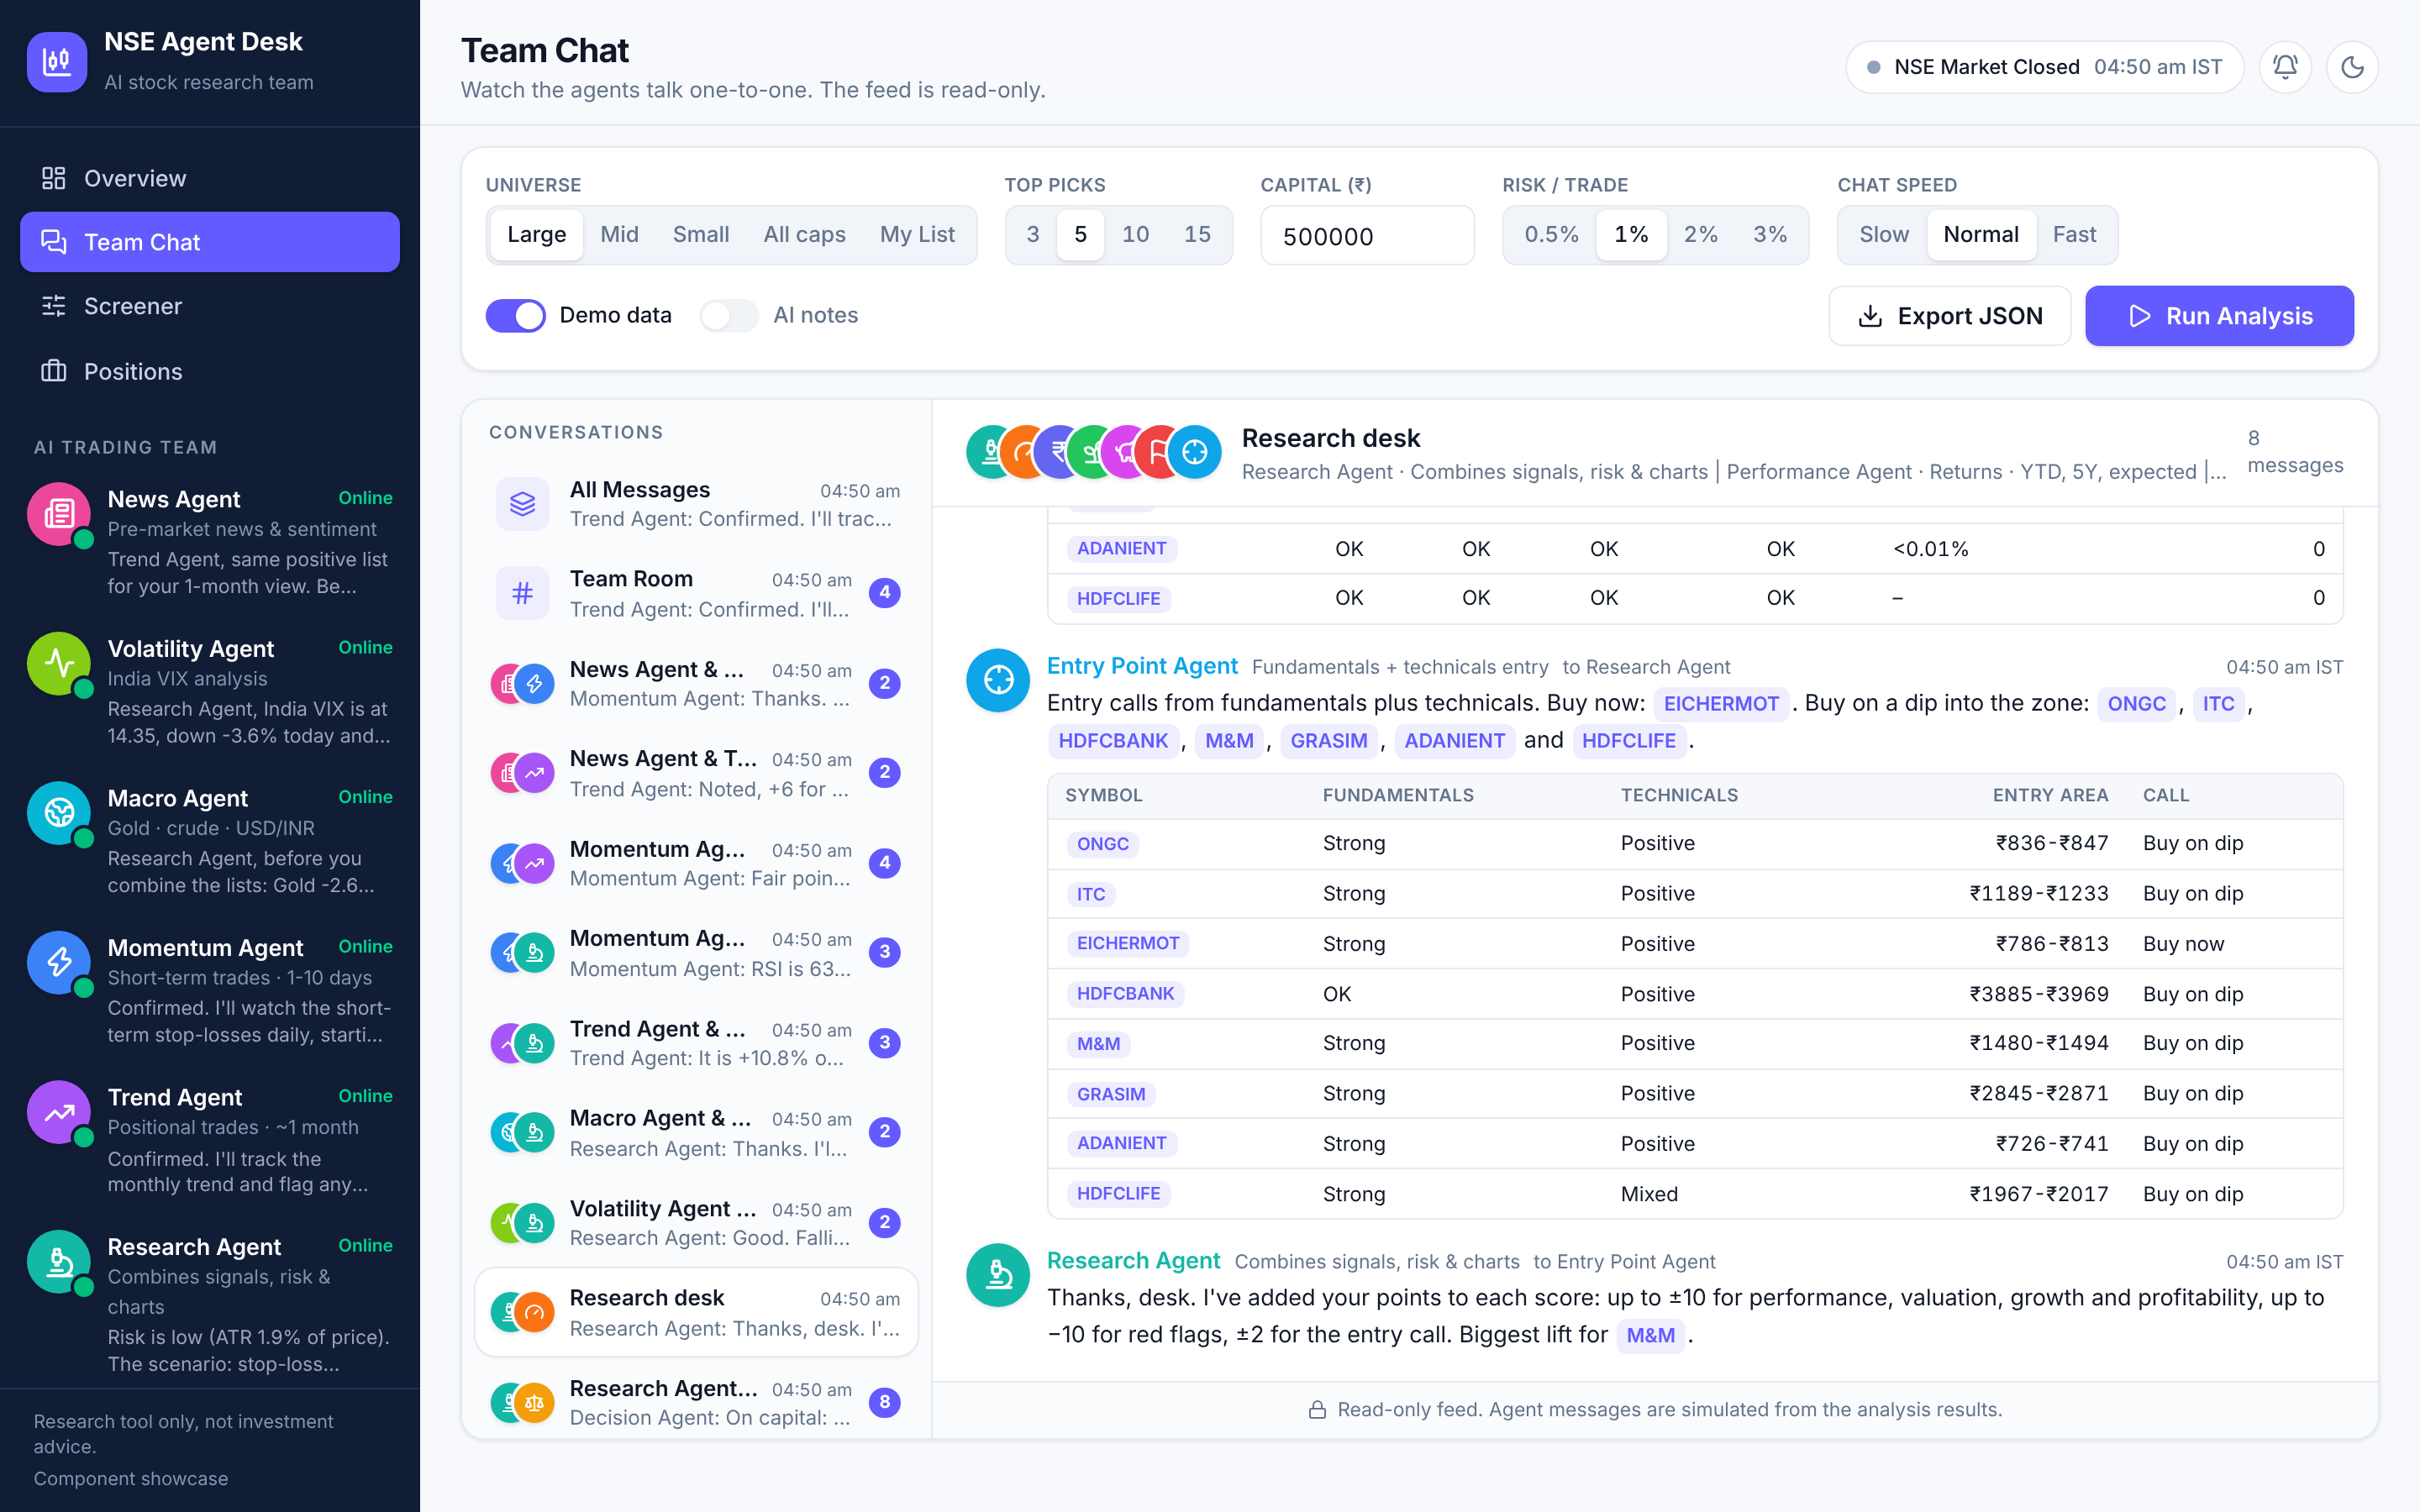 NSE Agent Desk
AI stock research team
Overview
Team Chat
Screener
Positions
AI TRADING TEAM
News Agent Online
Pre-market news & sentiment
Trend Agent, same positive list
for your 1-month view. Be...
Volatility Agent Online
India VIX analysis
Research Agent, India VIX is at
14.35, down -3.6% today and...
Macro Agent Online
Gold · crude · USD/INR
Research Agent, before you
combine the lists: Gold -2.6...
Momentum Agent Online
Short-term trades · 1-10 days
Confirmed. I'll watch the short-
term stop-losses daily, starti...
Trend Agent Online
Positional trades · ~1 month
Confirmed. I'll track the
monthly trend and flag any...
Research Agent Online
Combines signals, risk &
charts
Risk is low (ATR 1.9% of price).
The scenario: stop-loss...
Research tool only, not investment
advice.
Component showcase
Team Chat
Watch the agents talk one-to-one. The feed is read-only.
NSE Market Closed 04:50 am IST
UNIVERSE TOP PICKS CAPITAL (₹) RISK / TRADE CHAT SPEED
Large Mid Small All caps My List 3 5 10 15 500000 0.5% 1% 2% 3% Slow Normal Fast
Demo data AI notes Export JSON Run Analysis
CONVERSATIONS
All Messages 04:50 am
Trend Agent: Confirmed. I'll trac...
Team Room 04:50 am 4
Trend Agent: Confirmed. I'll...
News Agent & ... 04:50 am 2
Momentum Agent: Thanks. ...
News Agent & T... 04:50 am 2
Trend Agent: Noted, +6 for ...
Momentum Ag... 04:50 am 4
Momentum Agent: Fair poin...
Momentum Ag... 04:50 am 3
Momentum Agent: RSI is 63...
Trend Agent & ... 04:50 am 3
Trend Agent: It is +10.8% o...
Macro Agent & ... 04:50 am 2
Research Agent: Thanks. I'l...
Volatility Agent ... 04:50 am 2
Research Agent: Good. Falli...
Research desk 04:50 am
Research Agent: Thanks, desk. I'...
Research Agent... 04:50 am 8
Decision Agent: On capital: ...
Research desk
Research Agent · Combines signals, risk & charts | Performance Agent · Returns · YTD, 5Y, expected |...
8
messages
ADANIENT OK OK OK OK <0.01% 0
HDFCLIFE OK OK OK OK – 0
Entry Point Agent Fundamentals + technicals entry to Research Agent 04:50 am IST
Entry calls from fundamentals plus technicals. Buy now: EICHERMOT . Buy on a dip into the zone: ONGC , ITC ,
HDFCBANK , M&M , GRASIM , ADANIENT and HDFCLIFE .
SYMBOL FUNDAMENTALS TECHNICALS ENTRY AREA CALL
ONGC Strong Positive ₹836-₹847 Buy on dip
ITC Strong Positive ₹1189-₹1233 Buy on dip
EICHERMOT Strong Positive ₹786-₹813 Buy now
HDFCBANK OK Positive ₹3885-₹3969 Buy on dip
M&M Strong Positive ₹1480-₹1494 Buy on dip
GRASIM Strong Positive ₹2845-₹2871 Buy on dip
ADANIENT Strong Positive ₹726-₹741 Buy on dip
HDFCLIFE Strong Mixed ₹1967-₹2017 Buy on dip
Research Agent Combines signals, risk & charts to Entry Point Agent 04:50 am IST
Thanks, desk. I've added your points to each score: up to ±10 for performance, valuation, growth and profitability, up to
−10 for red flags, ±2 for the entry call. Biggest lift for M&M .
Read-only feed. Agent messages are simulated from the analysis results.